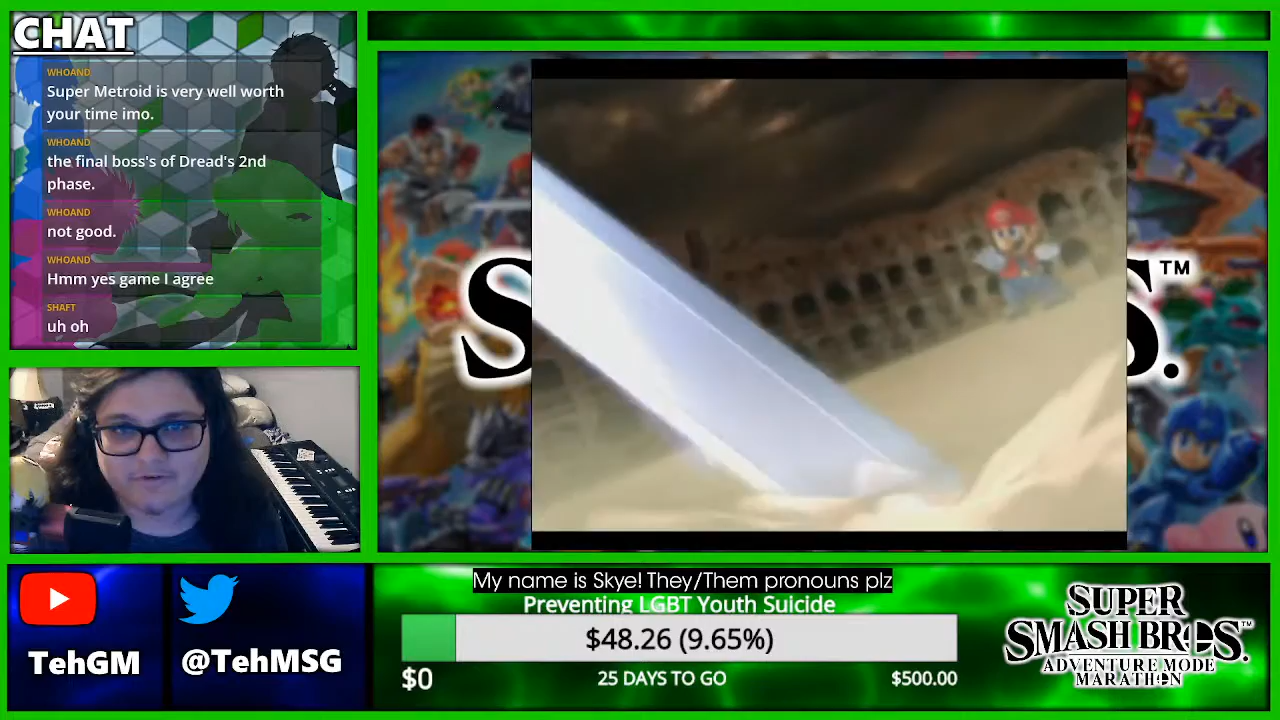 CHAT
WHOAND
Super Metroid is very well worth
your time imo.
WHOAND
the final boss's of Dread's 2nd
phase.
WHOAND
not good.
WHOAND
Hmm yes game I agree
SHAFT
uh oh
S S. ™
TehGM
@TehMSG
My name is Skye! They/Them pronouns plz
Preventing LGBT Youth Suicide
$48.26 (9.65%)
$0
25 DAYS TO GO
$500.00
SUPER
SMASH BROS.™
ADVENTURE MODE
MARATHON